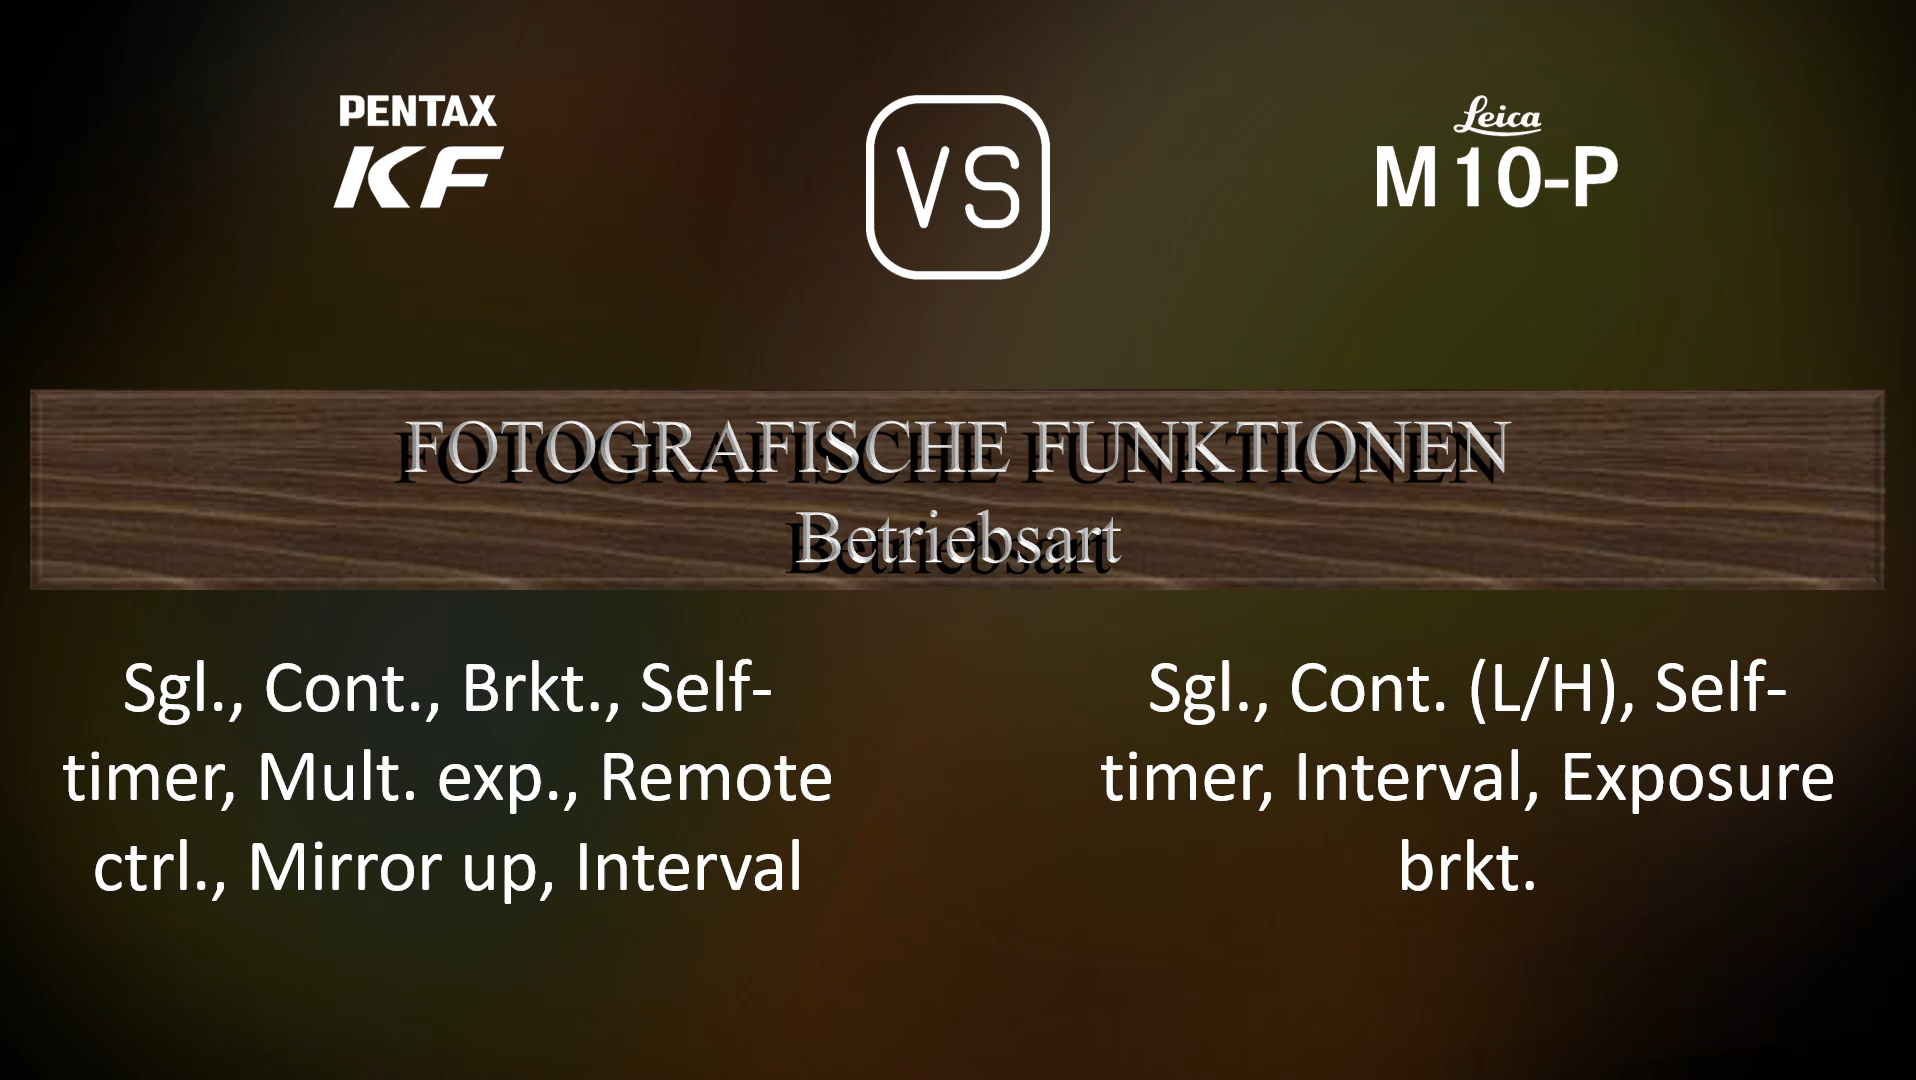 PENTAX
KF
VS
Leica
M10-P
FOTOGRAFISCHE FUNKTIONEN
Betriebsart
Sgl., Cont., Brkt., Self-
timer, Mult. exp., Remote
ctrl., Mirror up, Interval
Sgl., Cont. (L/H), Self-
timer, Interval, Exposure
brkt.